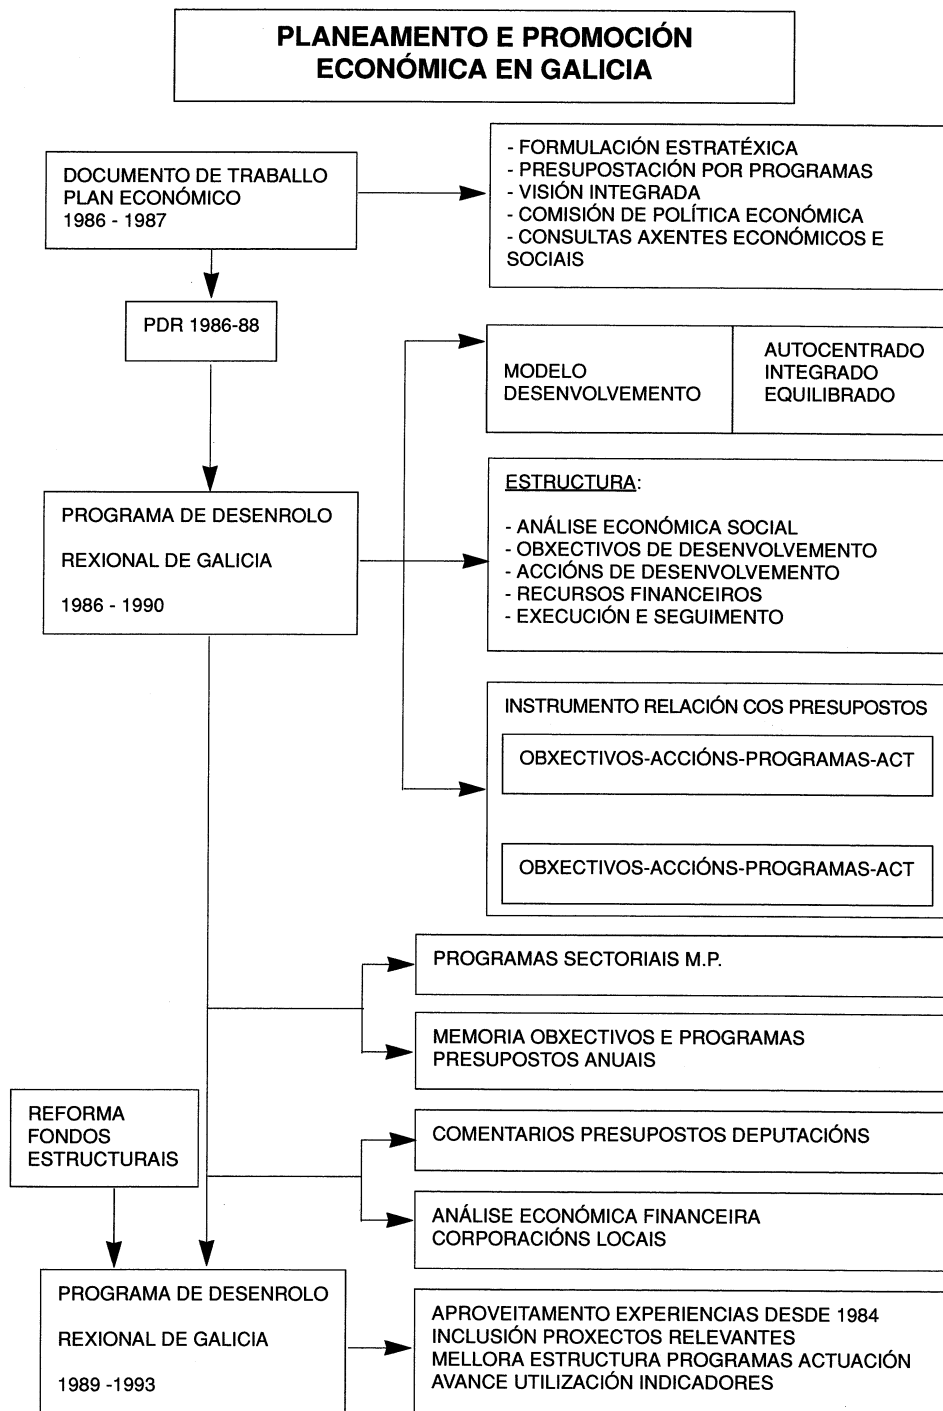 PLANEAMENTO E PROMOCIÓN
ECONÓMICA EN GALICIA
DOCUMENTO DE TRABALLO
PLAN ECONÓMICO
1986 - 1987
- FORMULACIÓN ESTRATÉXICA
- PRESUPOSTACIÓN POR PROGRAMAS
- VISIÓN INTEGRADA
- COMISIÓN DE POLÍTICA ECONÓMICA
- CONSULTAS AXENTES ECONÓMICOS E
SOCIAIS
PDR 1986-88
MODELO
DESENVOLVEMENTO
AUTOCENTRADO
INTEGRADO
EQUILIBRADO
PROGRAMA DE DESENROLO
REXIONAL DE GALICIA
1986 - 1990
ESTRUCTURA:
- ANÁLISE ECONÓMICA SOCIAL
- OBXECTIVOS DE DESENVOLVEMENTO
- ACCIÓNS DE DESENVOLVEMENTO
- RECURSOS FINANCEIROS
- EXECUCIÓN E SEGUIMENTO
INSTRUMENTO RELACIÓN COS PRESUPOSTOS
OBXECTIVOS-ACCIÓNS-PROGRAMAS-ACT
OBXECTIVOS-ACCIÓNS-PROGRAMAS-ACT
PROGRAMAS SECTORIAIS M.P.
MEMORIA OBXECTIVOS E PROGRAMAS
PRESUPOSTOS ANUAIS
REFORMA
FONDOS
ESTRUCTURAIS
COMENTARIOS PRESUPOSTOS DEPUTACIÓNS
ANÁLISE ECONÓMICA FINANCEIRA
CORPORACIÓNS LOCAIS
PROGRAMA DE DESENROLO
REXIONAL DE GALICIA
1989 -1993
APROVEITAMENTO EXPERIENCIAS DESDE 1984
INCLUSIÓN PROXECTOS RELEVANTES
MELLORA ESTRUCTURA PROGRAMAS ACTUACIÓN
AVANCE UTILIZACIÓN INDICADORES